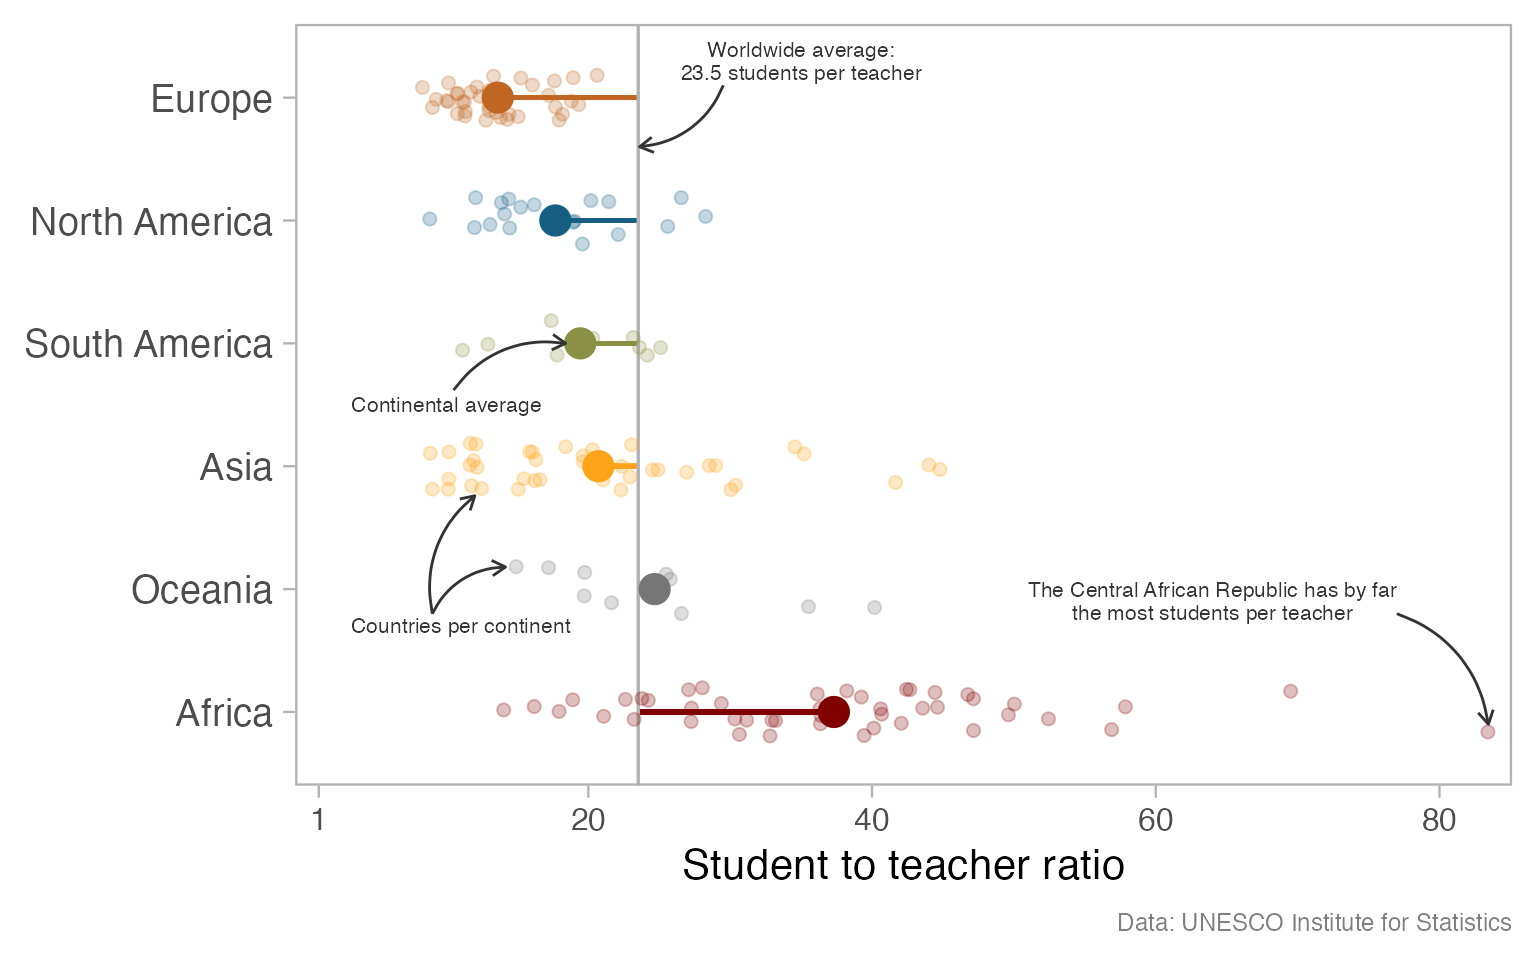 Worldwide average:
23.5 students per teacher
Europe
North America
South America
Continental average
Asia
Oceania
Countries per continent
The Central African Republic has by far
the most students per teacher
Africa
1
20
40
60
80
Student to teacher ratio
Data: UNESCO Institute for Statistics